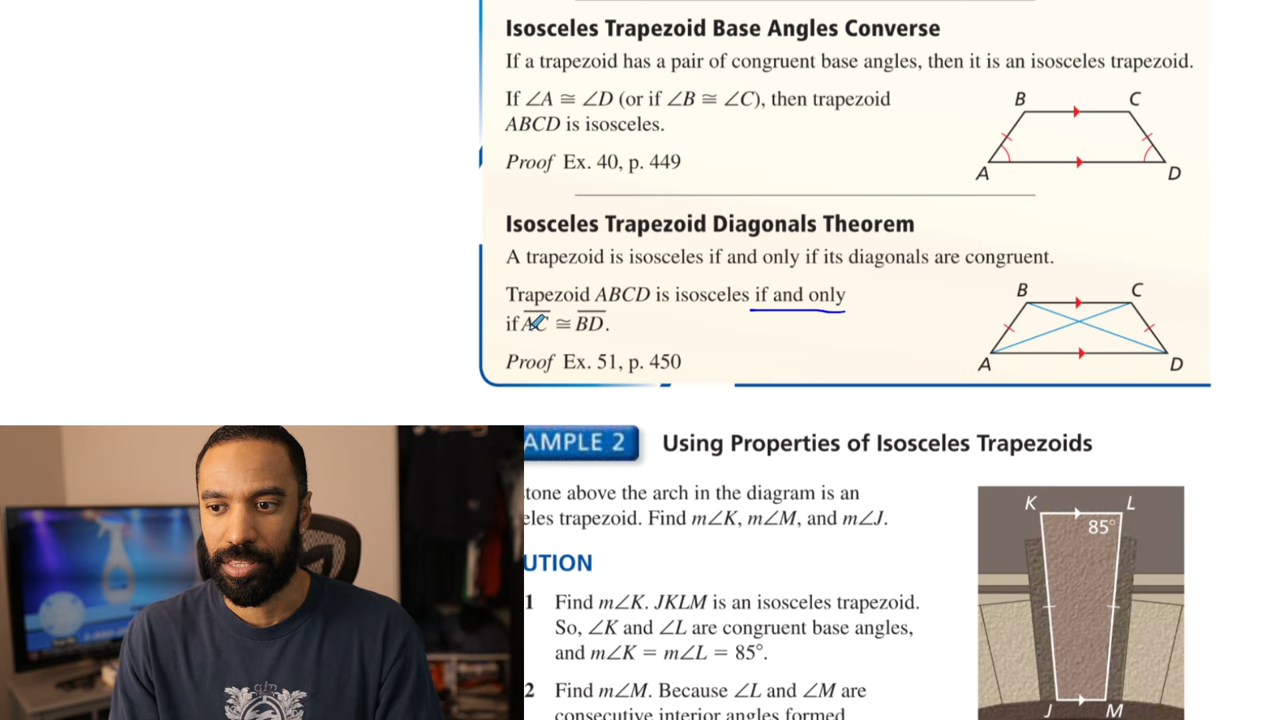 Isosceles Trapezoid Base Angles Converse
If a trapezoid has a pair of congruent base angles, then it is an isosceles trapezoid.
If ∠A ≅ ∠D (or if ∠B ≅ ∠C), then trapezoid
ABCD is isosceles.
Proof Ex. 40, p. 449
B C
A D
Isosceles Trapezoid Diagonals Theorem
A trapezoid is isosceles if and only if its diagonals are congruent.
Trapezoid ABCD is isosceles if and only
if AC ≅ BD.
Proof Ex. 51, p. 450
B C
A D
AMPLE 2 Using Properties of Isosceles Trapezoids
tone above the arch in the diagram is an
eles trapezoid. Find m∠K, m∠M, and m∠J.
UTION
1 Find m∠K. JKLM is an isosceles trapezoid.
So, ∠K and ∠L are congruent base angles,
and m∠K = m∠L = 85°.
2 Find m∠M. Because ∠L and ∠M are
consecutive interior angles formed
K L
85°
J M